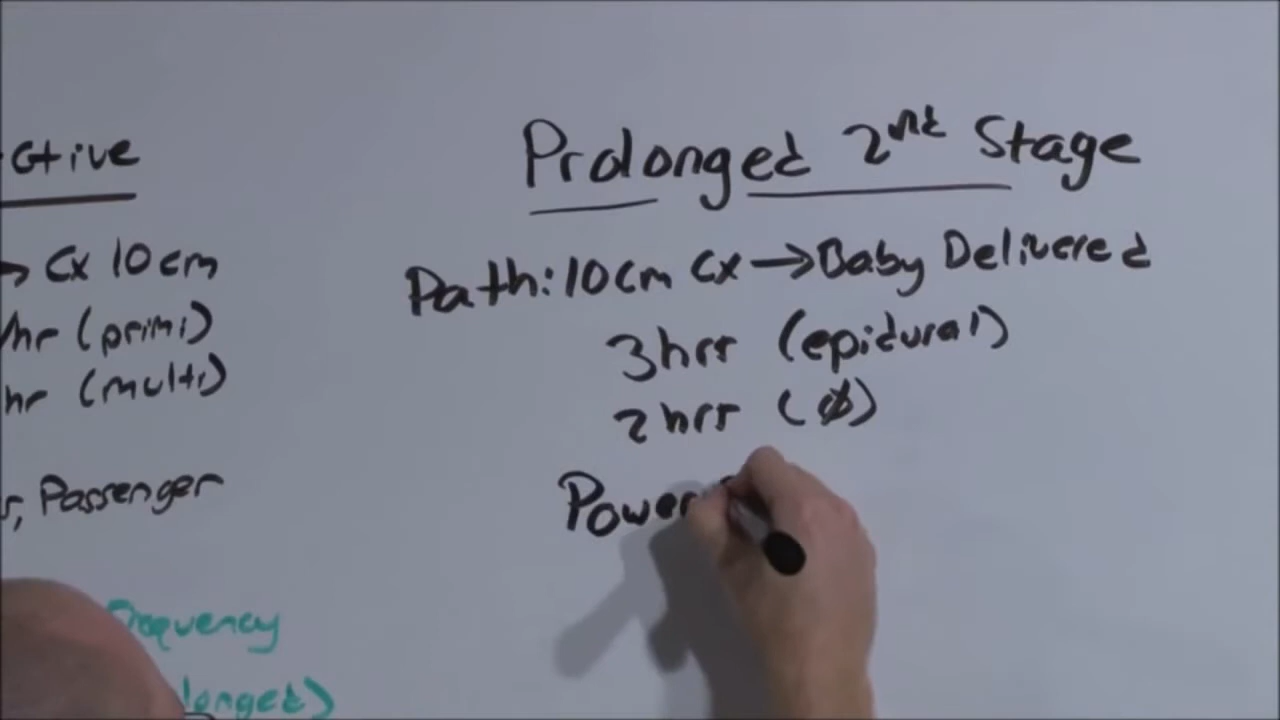 ctive
→ Cx 10cm
/hr (primi)
hr (multi)
r, Passenger
frequency
longed)
Prolonged 2nd Stage
Path: 10cm Cx → Baby Delivered
3hrs (epidural)
2hrs (ø)
Power